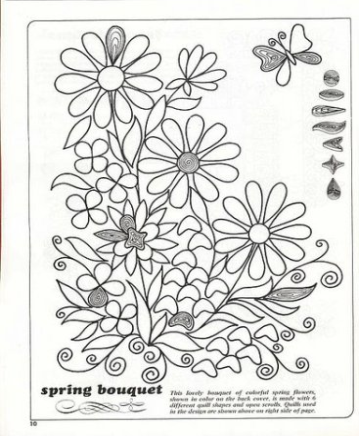 spring bouquet
This lovely bouquet of colorful spring flowers,
shown in color on the back cover, is made with 6
different quill shapes and open scrolls. Quills used
in the design are shown above on right side of page.
10